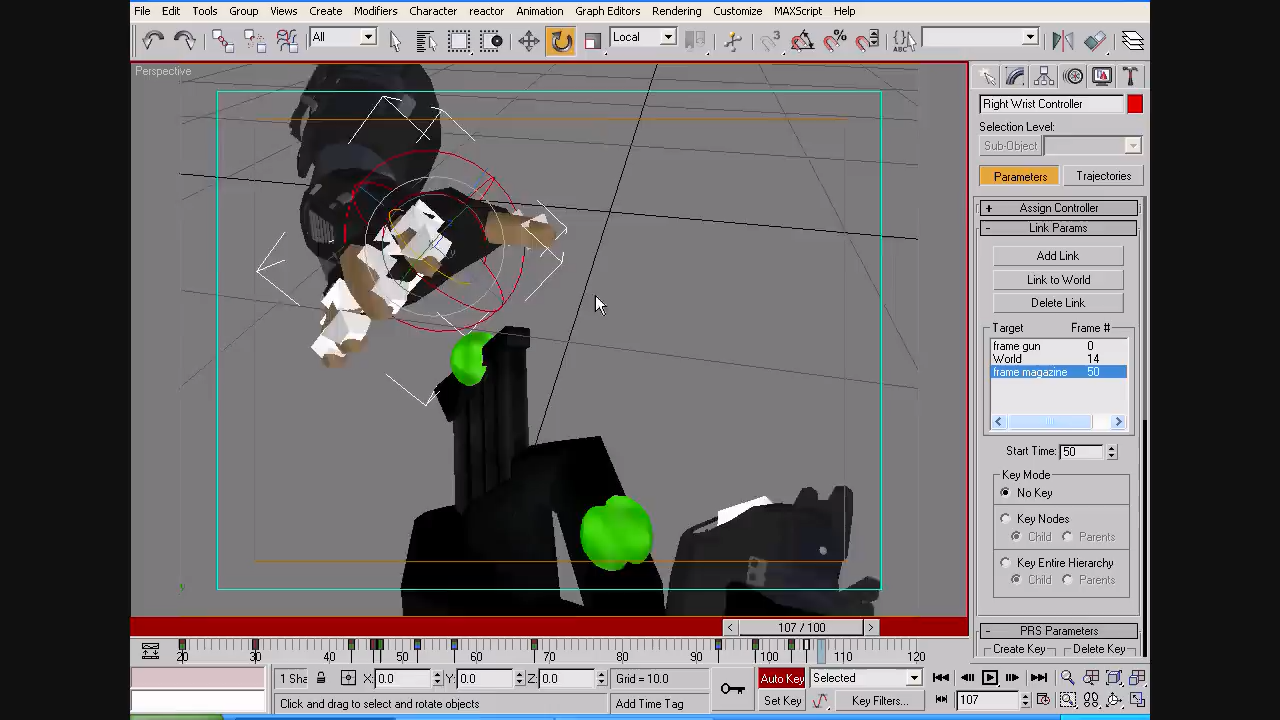 File Edit Tools Group Views Create Modifiers Character reactor Animation Graph Editors Rendering Customize MAXScript Help
All Local
Perspective
Right Wrist Controller
Selection Level:
Sub-Object
Parameters Trajectories
+ Assign Controller
- Link Params
Add Link
Link to World
Delete Link
Target Frame #
frame gun 0
World 14
frame magazine 50
Start Time: 50
Key Mode
No Key
Key Nodes
Child Parents
Key Entire Hierarchy
Child Parents
- PRS Parameters
Create Key Delete Key
< 107 / 100 >
20 30 40 50 60 70 80 90 100 110 120
1 Sha X: 0.0 Y: 0.0 Z: 0.0 Grid = 10.0 Auto Key Selected
Click and drag to select and rotate objects Add Time Tag Set Key Key Filters... 107